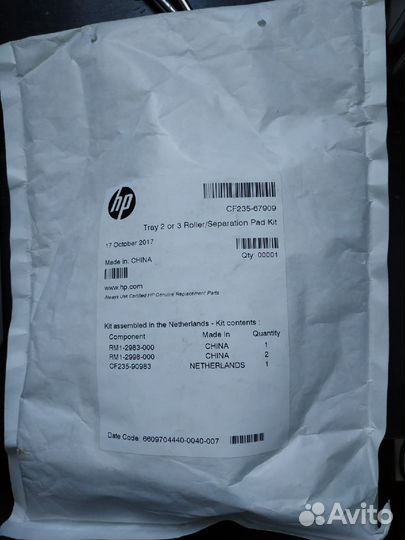 hp
CF235-67909
Tray 2 or 3 Roller/Separation Pad Kit
17 October 2017
Made in: CHINA
Qty 00001
www.hp.com
Always Use Certified HP Genuine Replacement Parts
Kit assembled in the Netherlands - Kit contents :
Component Made in Quantity
RM1-2983-000 CHINA 1
RM1-2998-000 CHINA 2
CF235-90983 NETHERLANDS 1
Date Code: 6609704440-0040-007
Avito